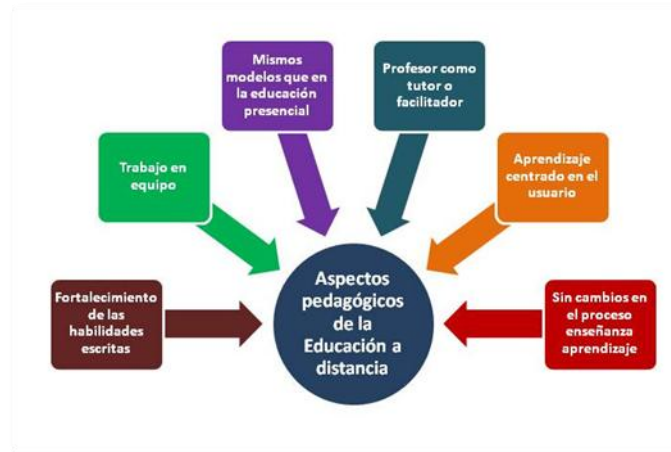 Mismos
modelos que en
la educación
presencial
Profesor como
tutor o
facilitador
Trabajo en
equipo
Aprendizaje
centrado en el
usuario
Fortalecimiento
de las
habilidades
escritas
Aspectos
pedagógicos
de la
Educación a
distancia
Sin cambios en
el proceso
enseñanza
aprendizaje